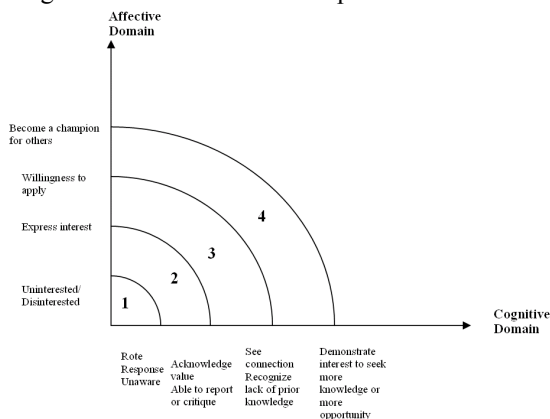 Affective
Domain
Become a champion
for others
Willingness to
apply
Express interest
Uninterested/
Disinterested
1
2
3
4
Cognitive
Domain
Rote
Response
Unaware
Acknowledge
value
Able to report
or critique
See
connection
Recognize
lack of prior
knowledge
Demonstrate
interest to seek
more
knowledge or
more
opportunity